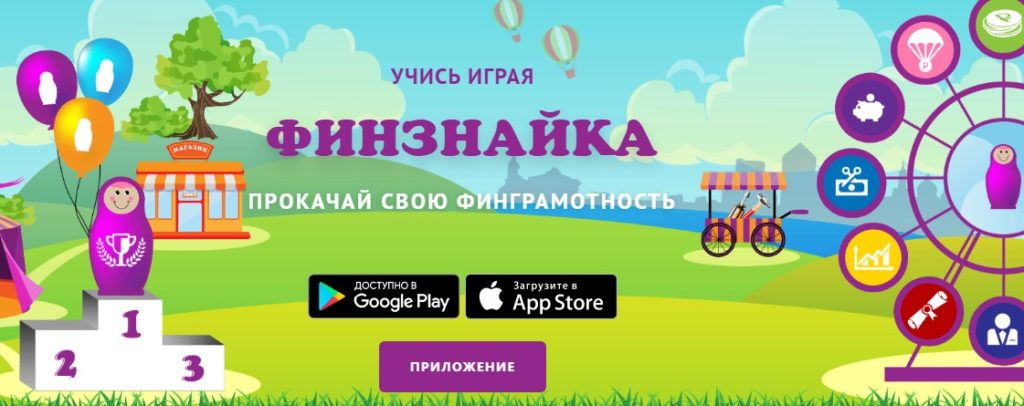 УЧИСЬ ИГРАЯ
ФИНЗНАЙКА
МАГАЗИН
ПРОКАЧАЙ СВОЮ ФИНГРАМОТНОСТЬ
ДОСТУПНО В
Google Play
Загрузите в
App Store
1
2
3
ПРИЛОЖЕНИЕ